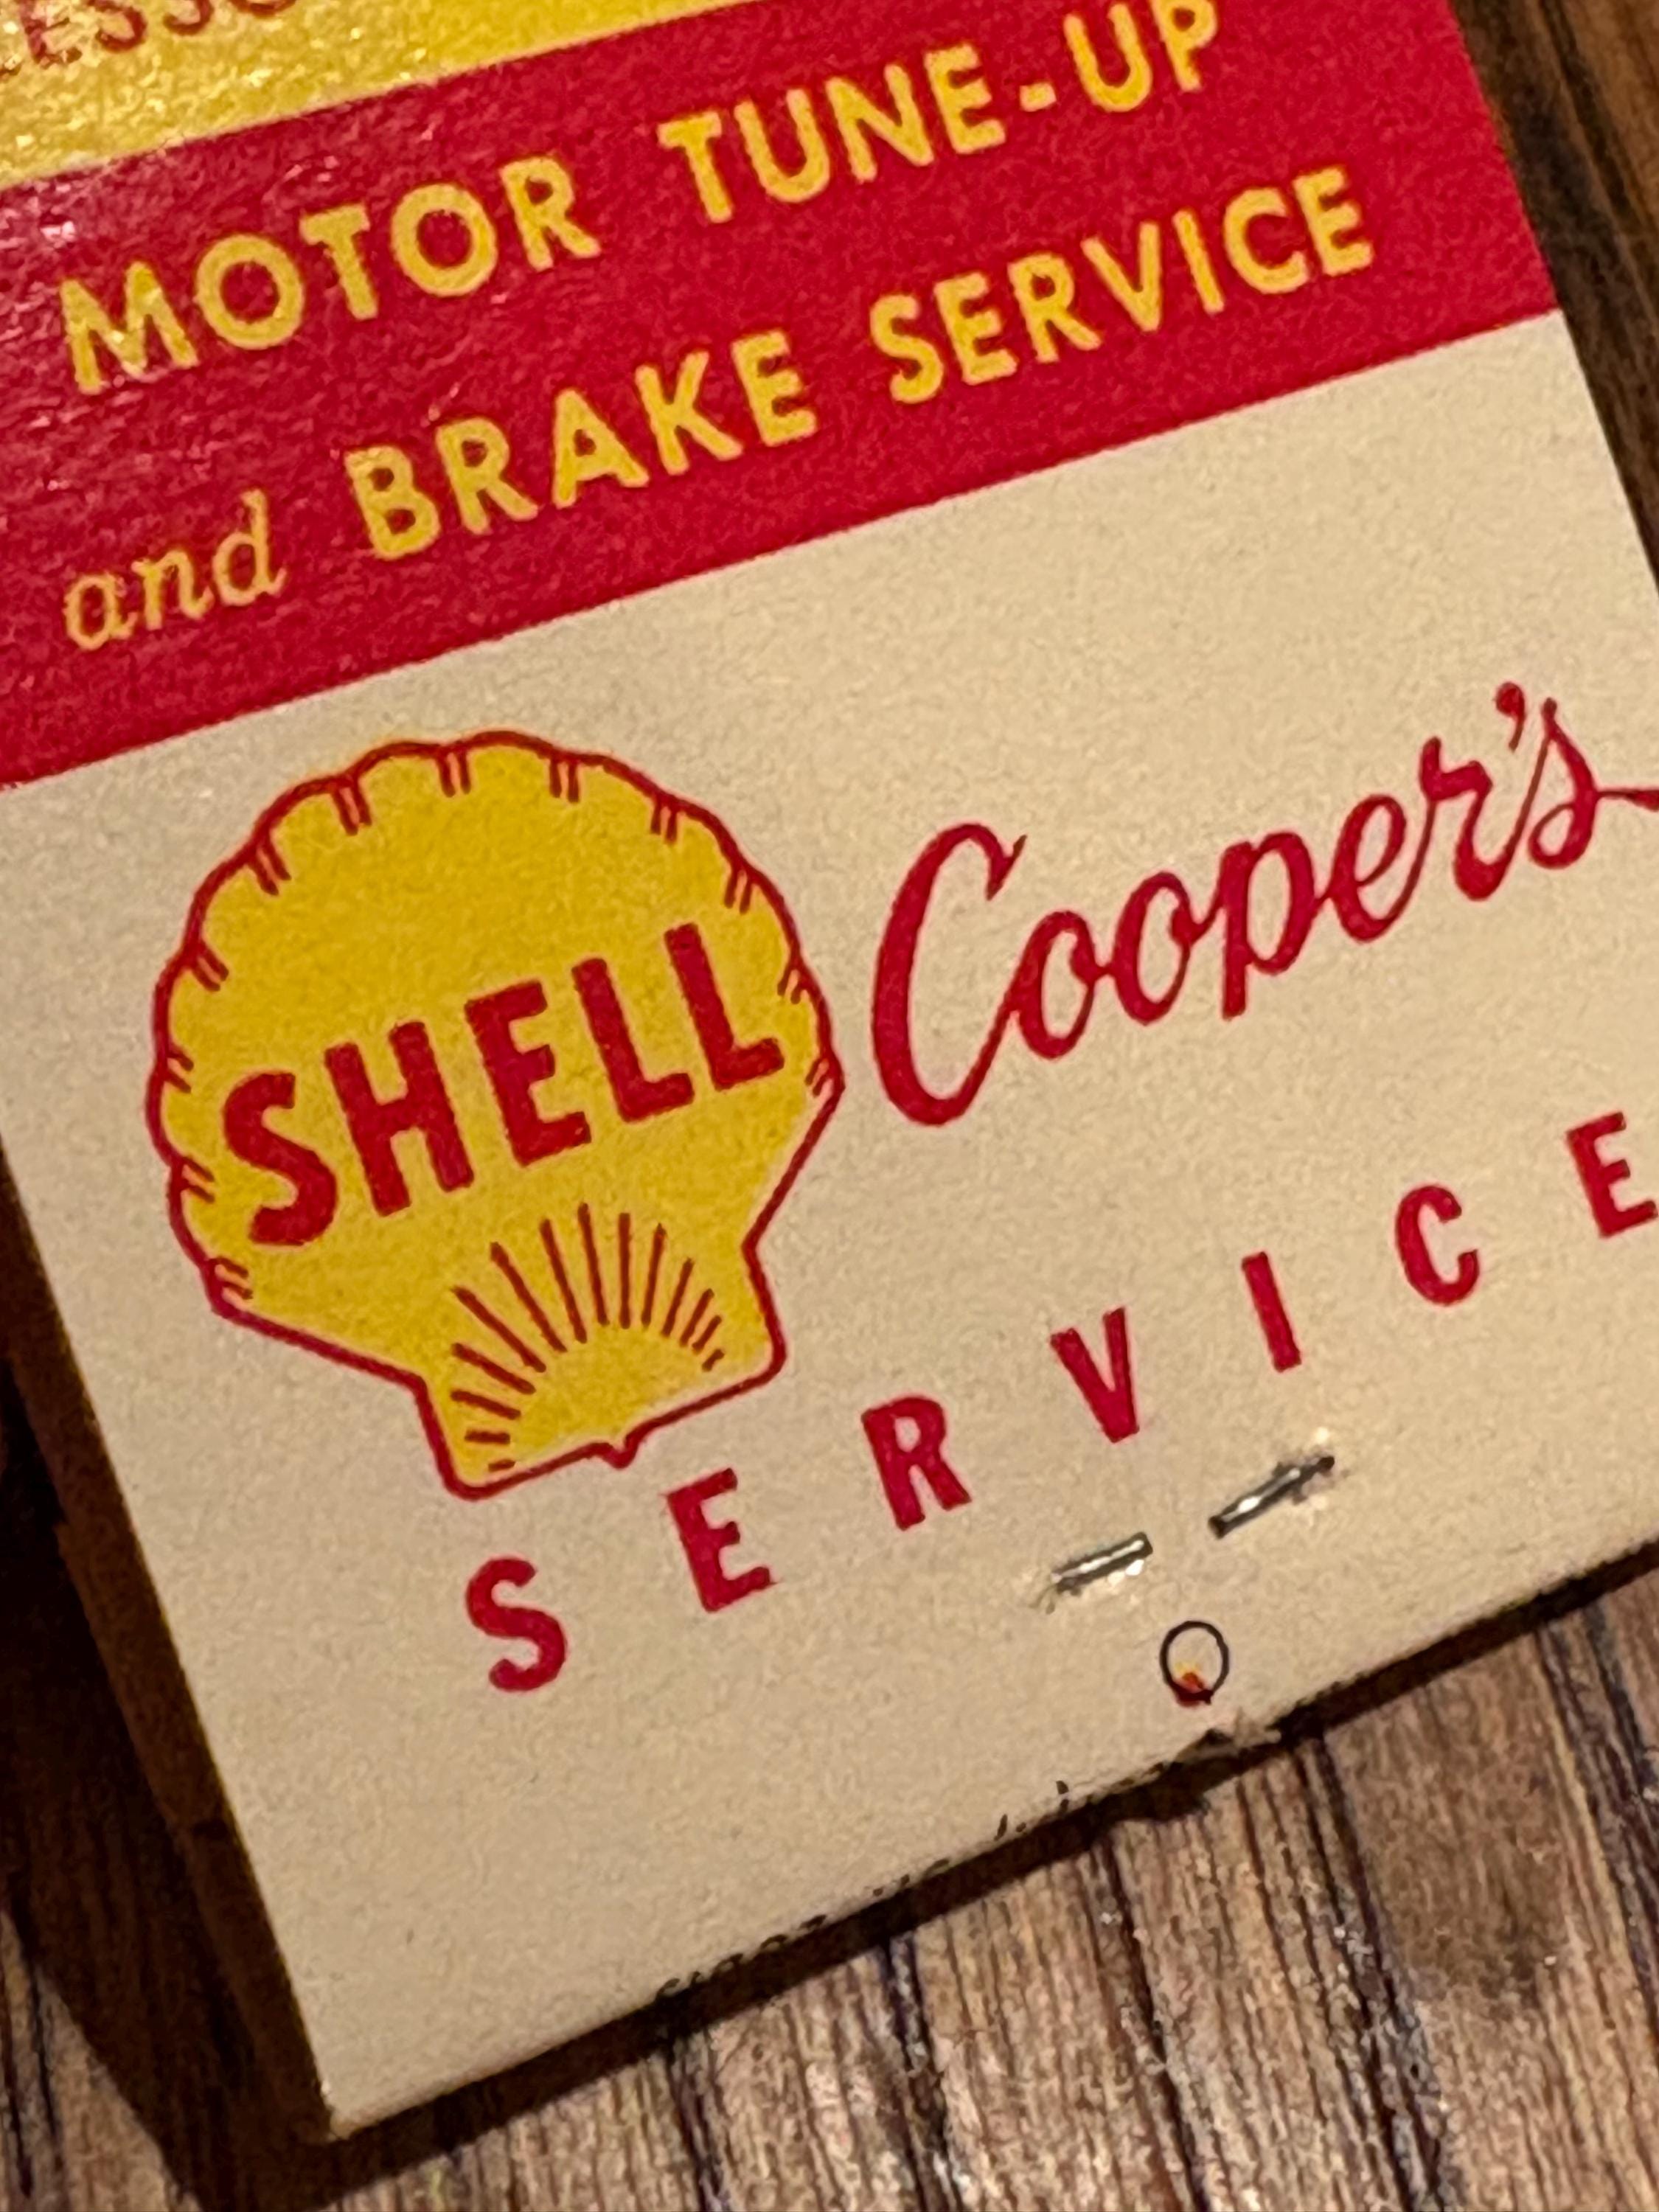 MOTOR TUNE-UP
and BRAKE SERVICE
SHELL
Cooper's
SERVICE